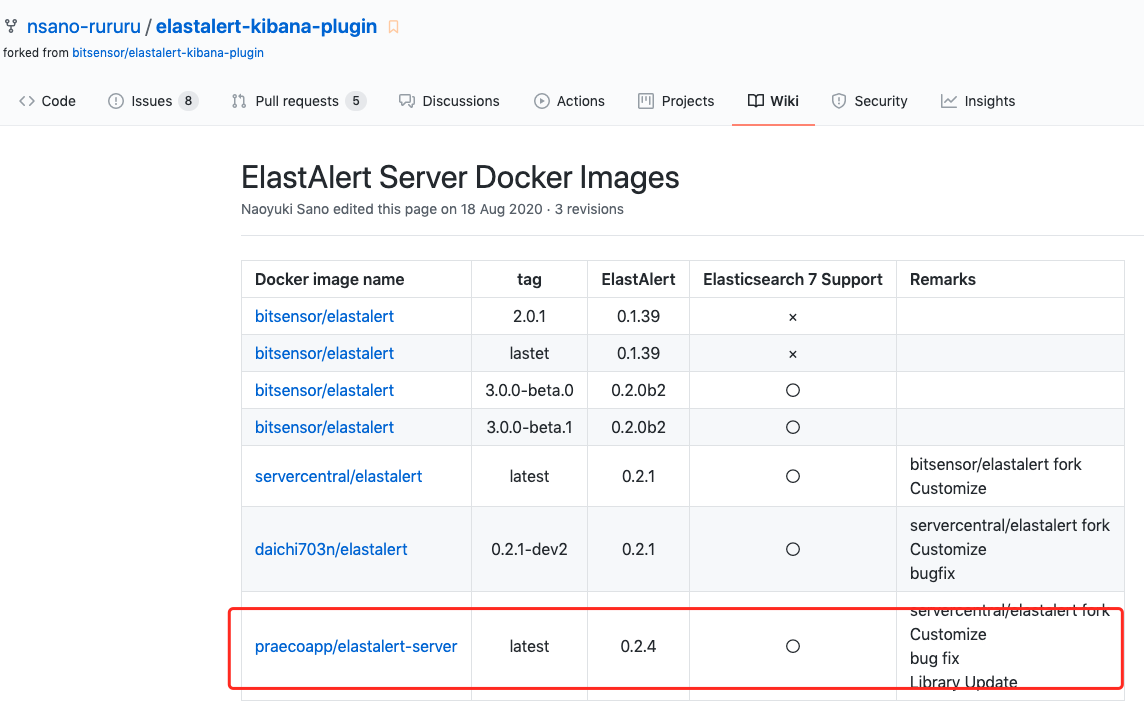 nsano-rururu / elastalert-kibana-plugin
forked from bitsensor/elastalert-kibana-plugin
Code Issues 8 Pull requests 5 Discussions Actions Projects Wiki Security Insights
ElastAlert Server Docker Images
Naoyuki Sano edited this page on 18 Aug 2020 · 3 revisions
Docker image name tag ElastAlert Elasticsearch 7 Support Remarks
bitsensor/elastalert 2.0.1 0.1.39 ×
bitsensor/elastalert lastet 0.1.39 ×
bitsensor/elastalert 3.0.0-beta.0 0.2.0b2 ○
bitsensor/elastalert 3.0.0-beta.1 0.2.0b2 ○
servercentral/elastalert latest 0.2.1 ○ bitsensor/elastalert fork
Customize
daichi703n/elastalert 0.2.1-dev2 0.2.1 ○ servercentral/elastalert fork
Customize
bugfix
praecoapp/elastalert-server latest 0.2.4 ○ servercentral/elastalert fork
Customize
bug fix
Library Update